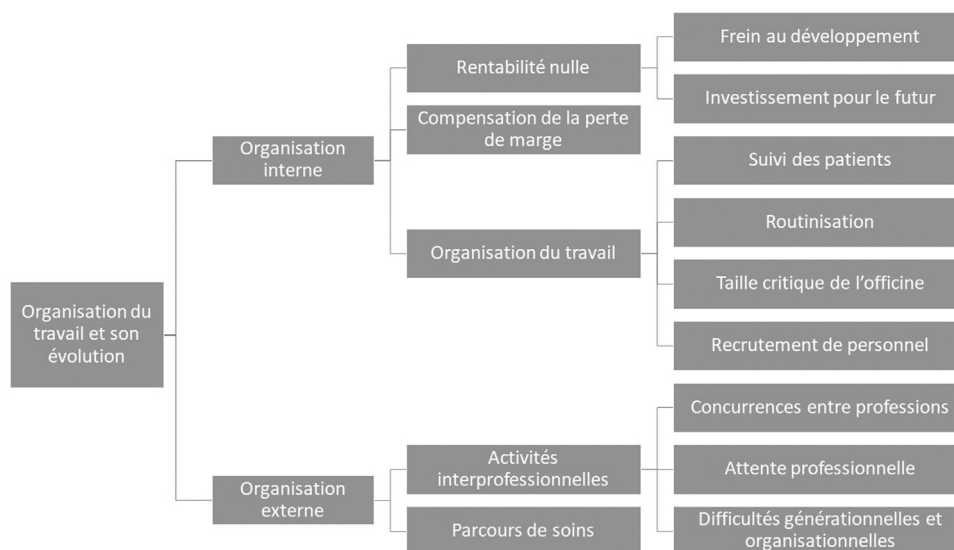 Organisation du
travail et son
évolution
Organisation
interne
Rentabilité nulle
Frein au développement
Investissement pour le futur
Compensation de la perte
de marge
Organisation du travail
Suivi des patients
Routinisation
Taille critique de l’officine
Recrutement de personnel
Organisation
externe
Activités
interprofessionnelles
Concurrences entre professions
Attente professionnelle
Difficultés générationnelles et
organisationnelles
Parcours de soins